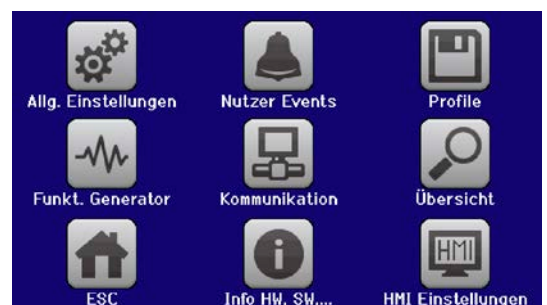 Allg. Einstellungen
Nutzer Events
Profile
Funkt. Generator
Kommunikation
Übersicht
HMI
ESC
Info HW, SW....
HMI Einstellungen